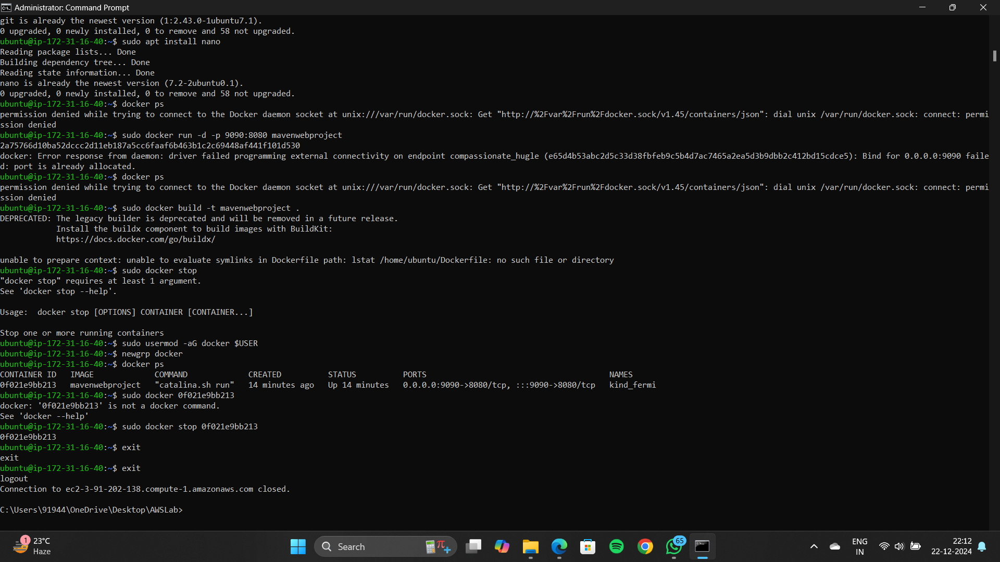 Administrator: Command Prompt
git is already the newest version (1:2.43.0-1ubuntu7.1).
0 upgraded, 0 newly installed, 0 to remove and 58 not upgraded.
ubuntu@ip-172-31-16-40:~$ sudo apt install nano
Reading package lists... Done
Building dependency tree... Done
Reading state information... Done
nano is already the newest version (7.2-2ubuntu0.1).
0 upgraded, 0 newly installed, 0 to remove and 58 not upgraded.
ubuntu@ip-172-31-16-40:~$ docker ps
permission denied while trying to connect to the Docker daemon socket at unix:///var/run/docker.sock: Get "http://%2Fvar%2Frun%2Fdocker.sock/v1.45/containers/json": dial unix /var/run/docker.sock: connect: permi
ssion denied
ubuntu@ip-172-31-16-40:~$ sudo docker run -d -p 9090:8080 mavenwebproject
2a75766d10ba52dccc2d11eb187a5cc6faaf6b463b1c2c69448af441f101d530
docker: Error response from daemon: driver failed programming external connectivity on endpoint compassionate_hugle (e65d4b53abc2d5c33d38fbfeb9c5b4d7ac7465a2ea5d3b9dbb2c412bd15cdce5): Bind for 0.0.0.0:9090 faile
d: port is already allocated.
ubuntu@ip-172-31-16-40:~$ docker ps
permission denied while trying to connect to the Docker daemon socket at unix:///var/run/docker.sock: Get "http://%2Fvar%2Frun%2Fdocker.sock/v1.45/containers/json": dial unix /var/run/docker.sock: connect: permi
ssion denied
ubuntu@ip-172-31-16-40:~$ sudo docker build -t mavenwebproject .
DEPRECATED: The legacy builder is deprecated and will be removed in a future release.
            Install the buildx component to build images with BuildKit:
            https://docs.docker.com/go/buildx/
unable to prepare context: unable to evaluate symlinks in Dockerfile path: lstat /home/ubuntu/Dockerfile: no such file or directory
ubuntu@ip-172-31-16-40:~$ sudo docker stop
"docker stop" requires at least 1 argument.
See 'docker stop --help'.
Usage:  docker stop [OPTIONS] CONTAINER [CONTAINER...]
Stop one or more running containers
ubuntu@ip-172-31-16-40:~$ sudo usermod -aG docker $USER
ubuntu@ip-172-31-16-40:~$ newgrp docker
ubuntu@ip-172-31-16-40:~$ docker ps
CONTAINER ID   IMAGE             COMMAND             CREATED          STATUS          PORTS                                       NAMES
0f021e9bb213   mavenwebproject   "catalina.sh run"   14 minutes ago   Up 14 minutes   0.0.0.0:9090->8080/tcp, :::9090->8080/tcp   kind_fermi
ubuntu@ip-172-31-16-40:~$ sudo docker 0f021e9bb213
docker: '0f021e9bb213' is not a docker command.
See 'docker --help'
ubuntu@ip-172-31-16-40:~$ sudo docker stop 0f021e9bb213
0f021e9bb213
ubuntu@ip-172-31-16-40:~$ exit
exit
ubuntu@ip-172-31-16-40:~$ exit
logout
Connection to ec2-3-91-202-138.compute-1.amazonaws.com closed.
C:\Users\91944\OneDrive\Desktop\AWSLab>
1
23°C
Haze
Search
65
ENG
IN
22:12
22-12-2024